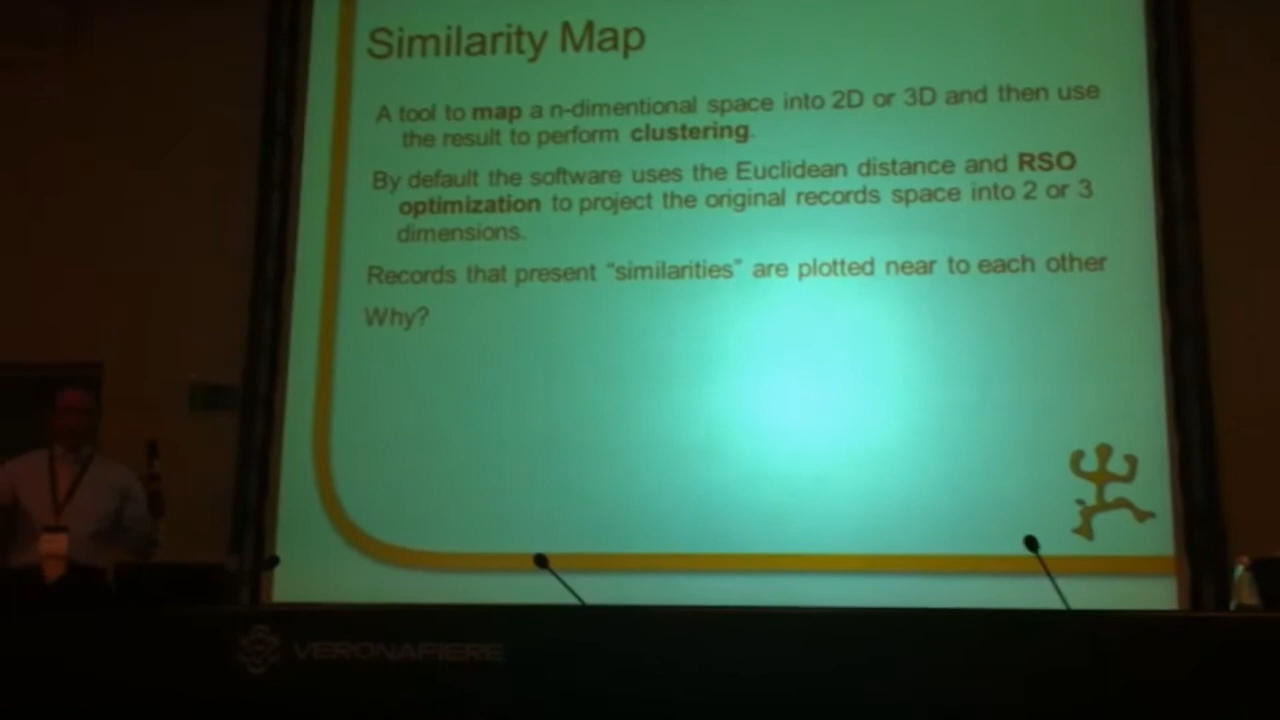 Similarity Map
A tool to map a n-dimentional space into 2D or 3D and then use
the result to perform clustering.
By default the software uses the Euclidean distance and RSO
optimization to project the original records space into 2 or 3
dimensions.
Records that present “similarities” are plotted near to each other
Why?
VERONAFIERE